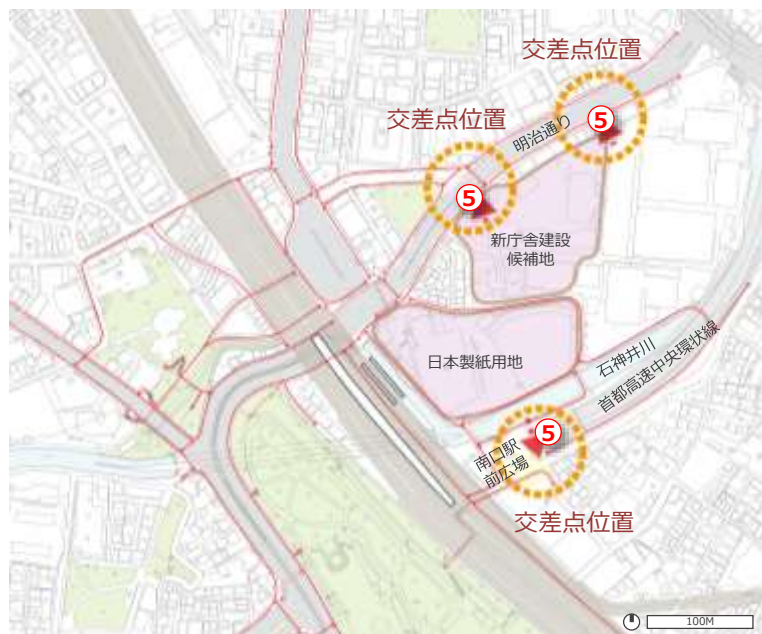 交差点位置
⑤
交差点位置
明治通り
⑤
新庁舎建設
候補地
日本製紙用地
石神井川
首都高速中央環状線
⑤
南口駅
前広場
交差点位置
100M